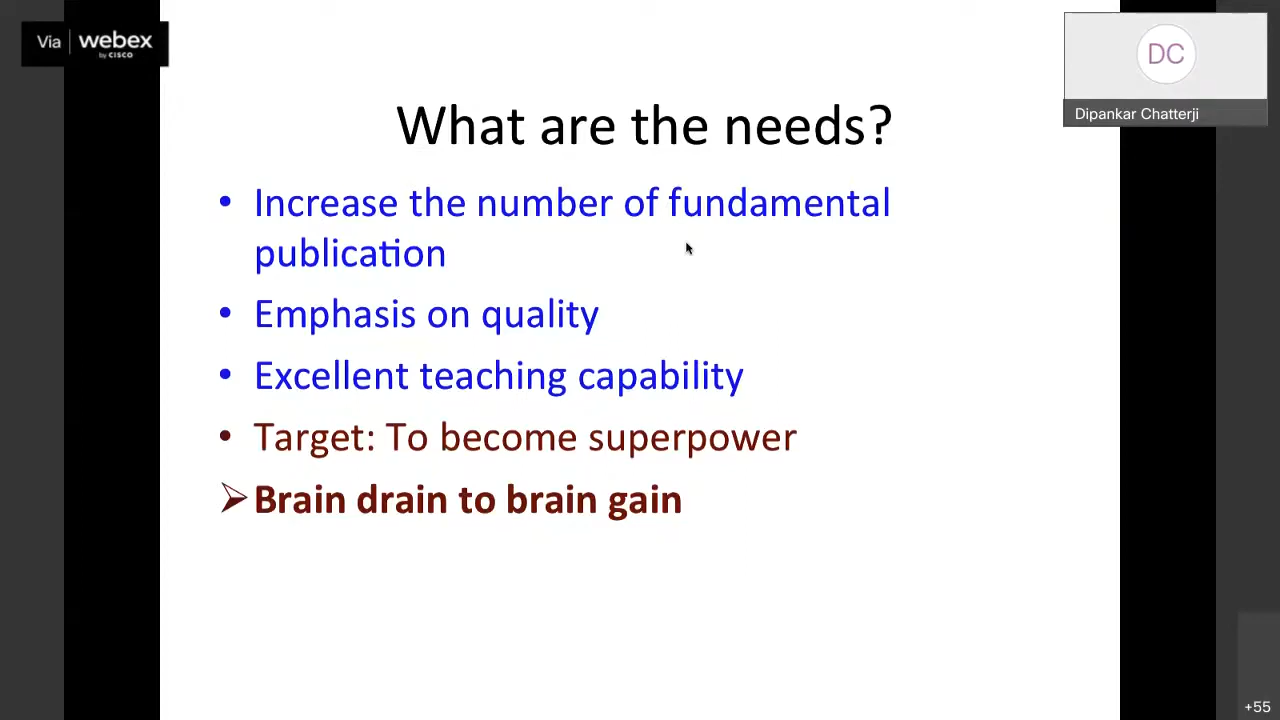 Via webex
by CISCO
DC
Dipankar Chatterji
What are the needs?
• Increase the number of fundamental
publication
• Emphasis on quality
• Excellent teaching capability
• Target: To become superpower
➢ Brain drain to brain gain
+55